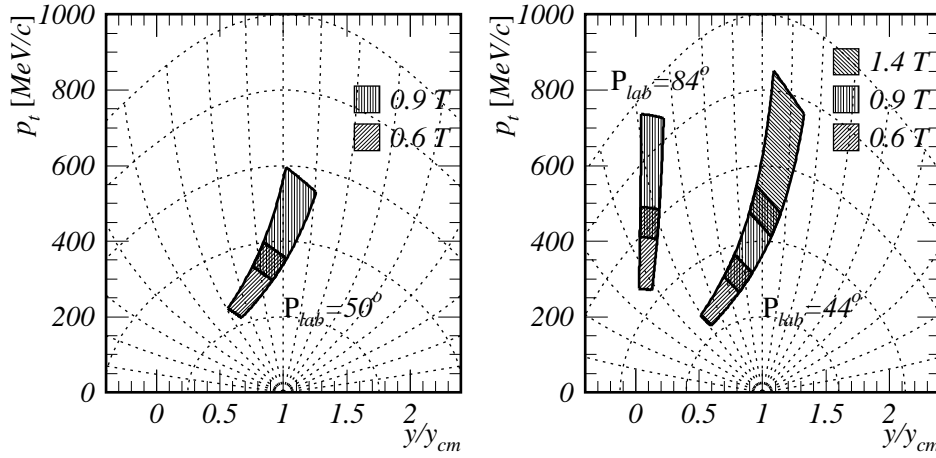 p_t [MeV/c]
1000
800
600
400
200
0
0.9 T
0.6 T
P_lab=50°
0 0.5 1 1.5 2
y/y_cm
p_t [MeV/c]
1000
800
600
400
200
0
P_lab=84°
1.4 T
0.9 T
0.6 T
P_lab=44°
0 0.5 1 1.5 2
y/y_cm